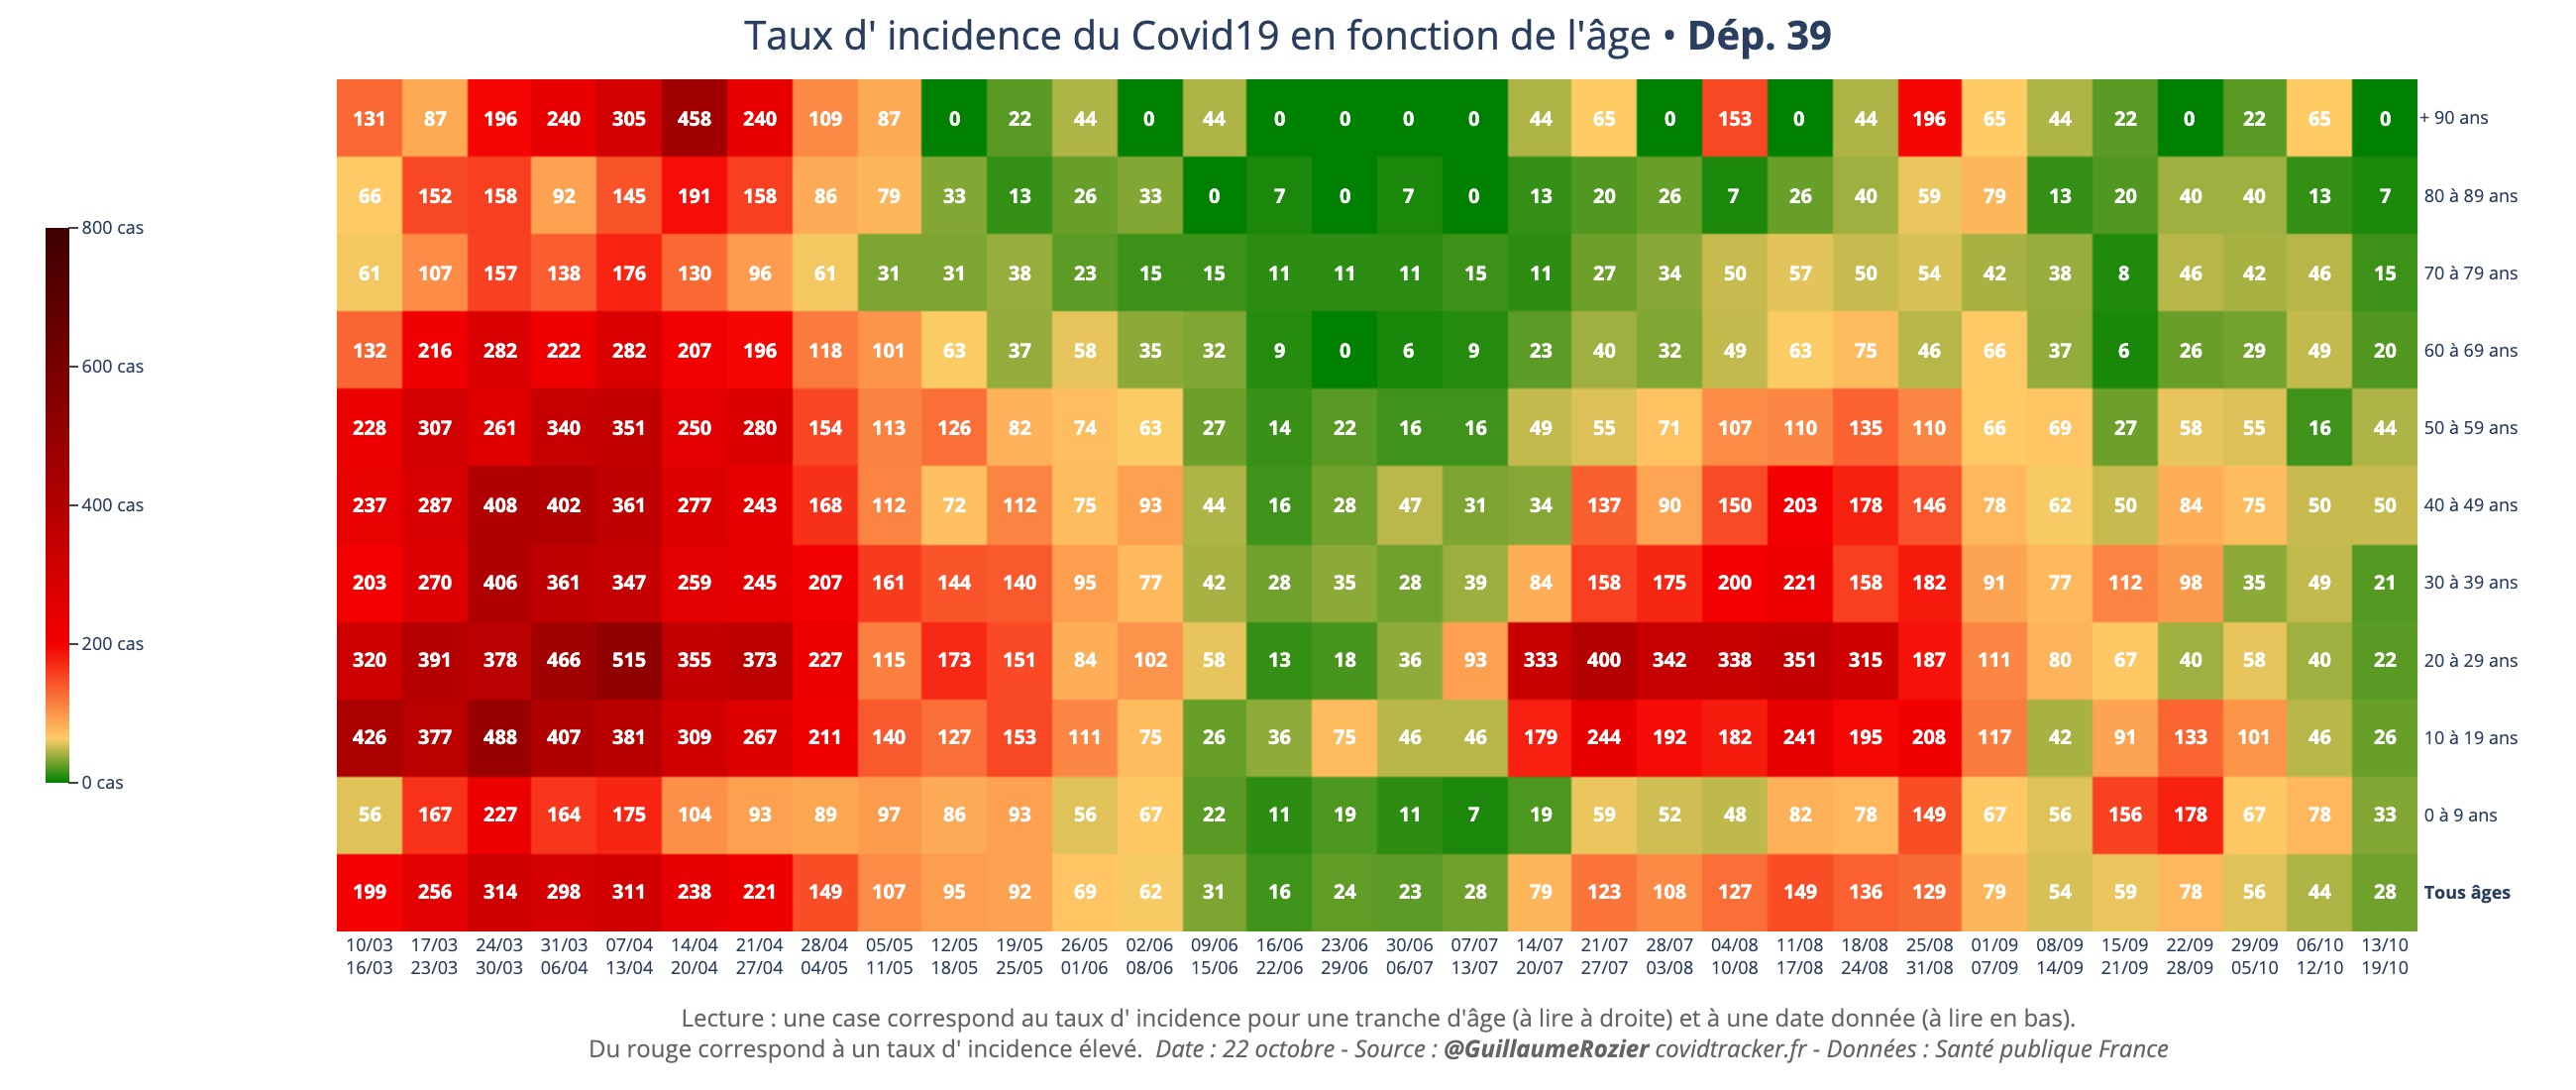 Taux d' incidence du Covid19 en fonction de l'âge • Dép. 39
131 87 196 240 305 458 240 109 87 0 22 44 0 44 0 0 0 0 44 65 0 153 0 44 196 65 44 22 0 22 65 0 + 90 ans
66 152 158 92 145 191 158 86 79 33 13 26 33 0 7 0 7 0 13 20 26 7 26 40 59 79 13 20 40 40 13 7 80 à 89 ans
800 cas
61 107 157 138 176 130 96 61 31 31 38 23 15 15 11 11 11 15 11 27 34 50 57 50 54 42 38 8 46 42 46 15 70 à 79 ans
132 216 282 222 282 207 196 118 101 63 37 58 35 32 9 0 6 9 23 40 32 49 63 75 46 66 37 6 26 29 49 20 60 à 69 ans
600 cas
228 307 261 340 351 250 280 154 113 126 82 74 63 27 14 22 16 16 49 55 71 107 110 135 110 66 69 27 58 55 16 44 50 à 59 ans
400 cas
237 287 408 402 361 277 243 168 112 72 112 75 93 44 16 28 47 31 34 137 90 150 203 178 146 78 62 50 84 75 50 50 40 à 49 ans
203 270 406 361 347 259 245 207 161 144 140 95 77 42 28 35 28 39 84 158 175 200 221 158 182 91 77 112 98 35 49 21 30 à 39 ans
200 cas
320 391 378 466 515 355 373 227 115 173 151 84 102 58 13 18 36 93 333 400 342 338 351 315 187 111 80 67 40 58 40 22 20 à 29 ans
426 377 488 407 381 309 267 211 140 127 153 111 75 26 36 75 46 46 179 244 192 182 241 195 208 117 42 91 133 101 46 26 10 à 19 ans
0 cas
56 167 227 164 175 104 93 89 97 86 93 56 67 22 11 19 11 7 19 59 52 48 82 78 149 67 56 156 178 67 78 33 0 à 9 ans
199 256 314 298 311 238 221 149 107 95 92 69 62 31 16 24 23 28 79 123 108 127 149 136 129 79 54 59 78 56 44 28 Tous âges
10/03 17/03 24/03 31/03 07/04 14/04 21/04 28/04 05/05 12/05 19/05 26/05 02/06 09/06 16/06 23/06 30/06 07/07 14/07 21/07 28/07 04/08 11/08 18/08 25/08 01/09 08/09 15/09 22/09 29/09 06/10 13/10
16/03 23/03 30/03 06/04 13/04 20/04 27/04 04/05 11/05 18/05 25/05 01/06 08/06 15/06 22/06 29/06 06/07 13/07 20/07 27/07 03/08 10/08 17/08 24/08 31/08 07/09 14/09 21/09 28/09 05/10 12/10 19/10
Lecture : une case correspond au taux d' incidence pour une tranche d'âge (à lire à droite) et à une date donnée (à lire en bas).
Du rouge correspond à un taux d' incidence élevé. Date : 22 octobre - Source : @GuillaumeRozier covidtracker.fr - Données : Santé publique France